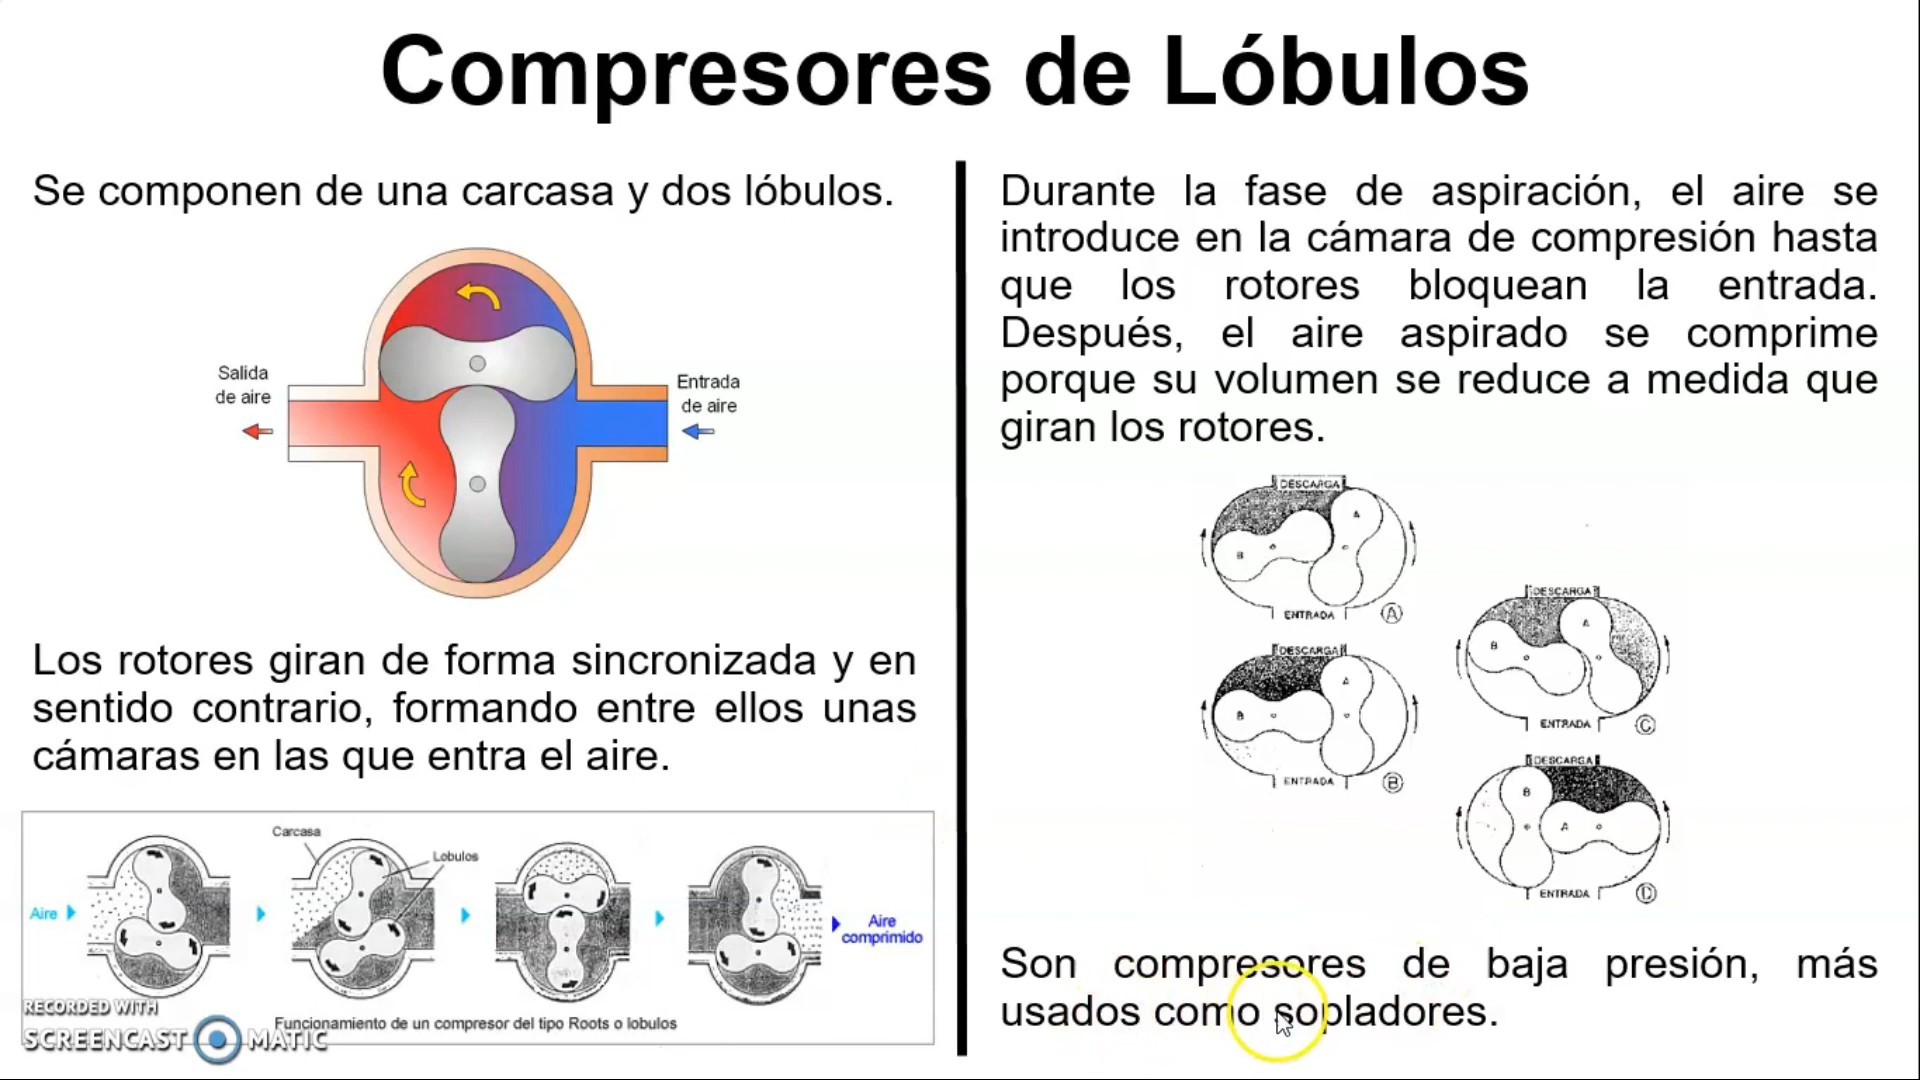 Compresores de Lóbulos
Se componen de una carcasa y dos lóbulos.
Salida
de aire
Entrada
de aire
Los rotores giran de forma sincronizada y en
sentido contrario, formando entre ellos unas
cámaras en las que entra el aire.
Carcasa
Lobulos
Aire
Aire
comprimido
Funcionamiento de un compresor del tipo Roots o lobulos
RECORDED WITH
SCREENCAST MATIC
Durante la fase de aspiración, el aire se
introduce en la cámara de compresión hasta
que los rotores bloquean la entrada.
Después, el aire aspirado se comprime
porque su volumen se reduce a medida que
giran los rotores.
DESCARGA
A
B
ENTRADA
A
DESCARGA
A
B
ENTRADA
B
DESCARGA
A
B
ENTRADA
C
DESCARGA
B
A
ENTRADA
D
Son compresores de baja presión, más
usados como sopladores.